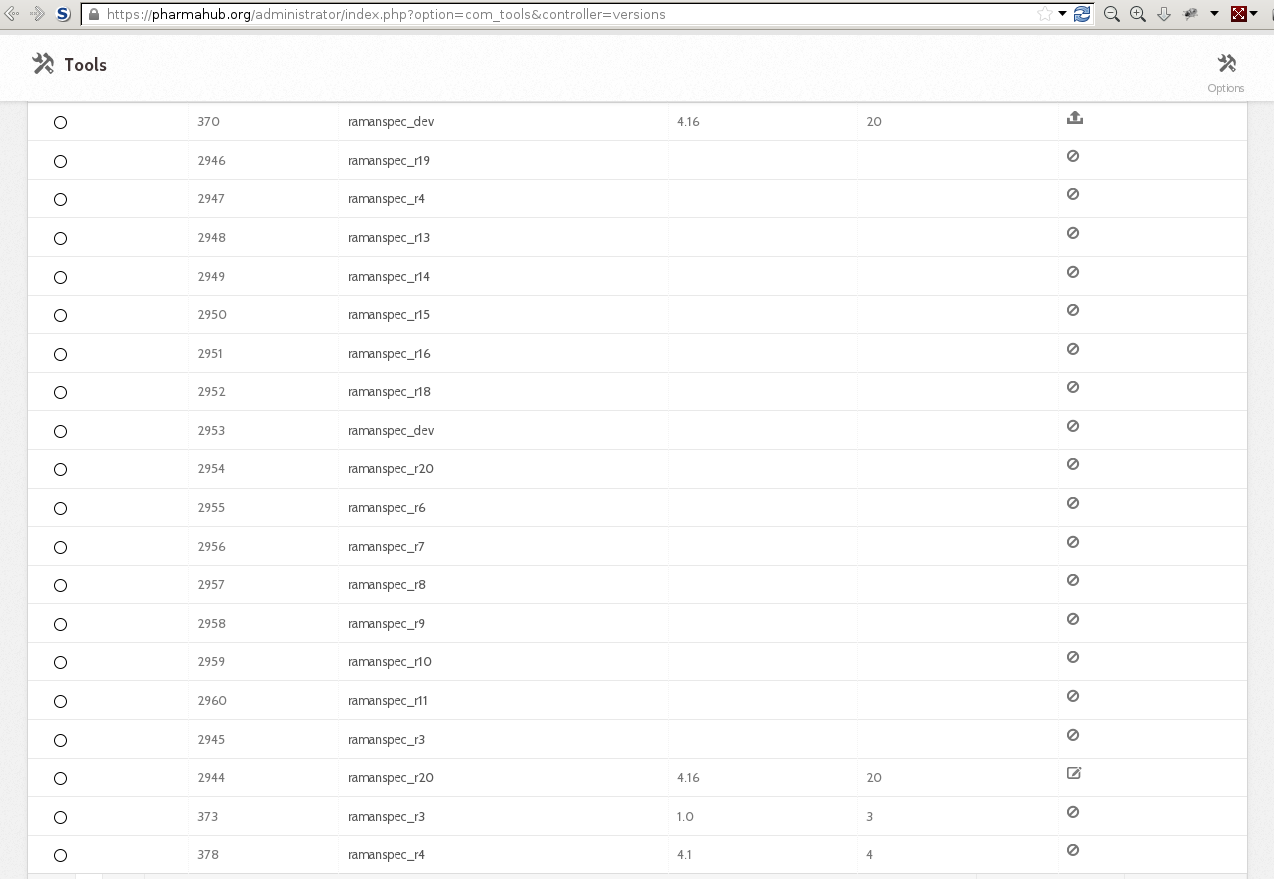 https://pharmahub.org/administrator/index.php?option=com_tools&controller=versions
Tools
Options
370 ramanspec_dev 4.16 20
2946 ramanspec_r19
2947 ramanspec_r4
2948 ramanspec_r13
2949 ramanspec_r14
2950 ramanspec_r15
2951 ramanspec_r16
2952 ramanspec_r18
2953 ramanspec_dev
2954 ramanspec_r20
2955 ramanspec_r6
2956 ramanspec_r7
2957 ramanspec_r8
2958 ramanspec_r9
2959 ramanspec_r10
2960 ramanspec_r11
2945 ramanspec_r3
2944 ramanspec_r20 4.16 20
373 ramanspec_r3 1.0 3
378 ramanspec_r4 4.1 4